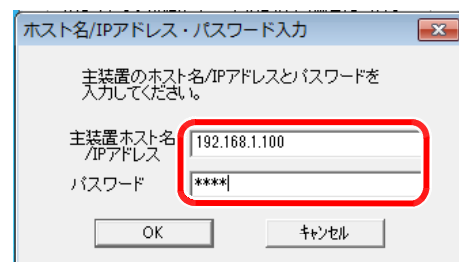 ホスト名/IPアドレス・パスワード入力
主装置のホスト名/IPアドレスとパスワードを
入力してください。
主装置ホスト名
/IPアドレス
192.168.1.100
パスワード
****
OK
キャンセル